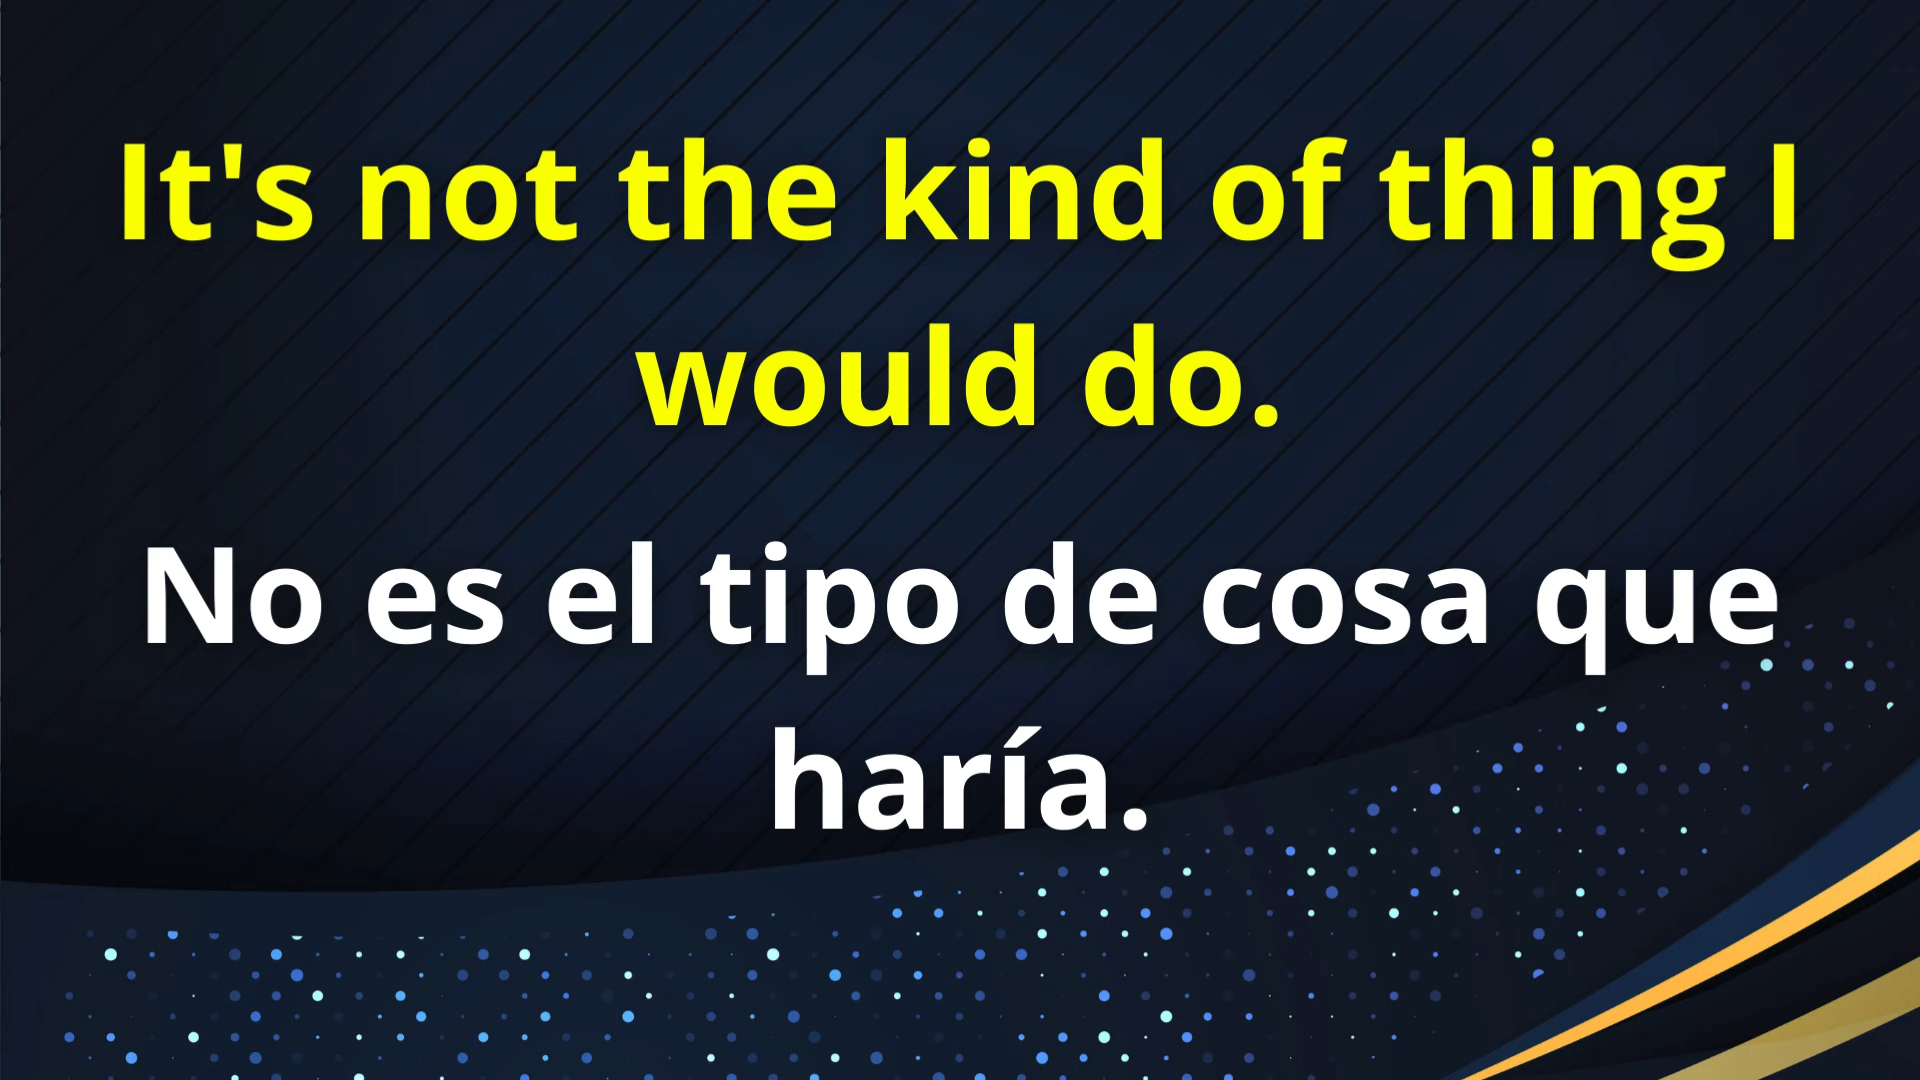 It's not the kind of thing I
would do.
No es el tipo de cosa que
haría.